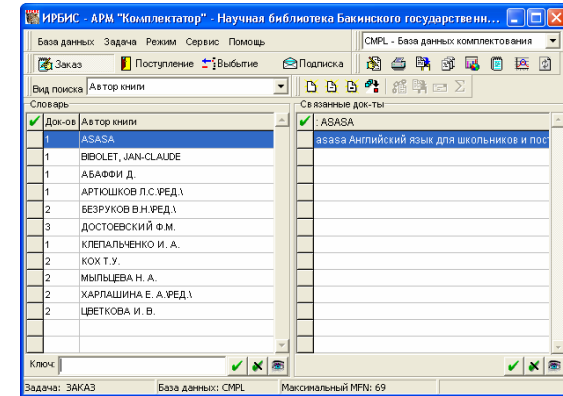 ИРБИС - АРМ "Комплектатор" - Научная библиотека Бакинского государственн...
База данных Задача Режим Сервис Помощь CMPL - База данных комплектования
Заказ Поступление Выбытие Подписка
Вид поиска Автор книги
Словарь Связанные док-ты
Док-ов Автор книги : ASASA
1 ASASA asasa Английский язык для школьников и пост
1 BIBOLET, JAN-CLAUDE
1 АБАФФИ Д.
1 АРТЮШКОВ Л.С.\РЕД.\
2 БЕЗРУКОВ В.Н.\РЕД.\
3 ДОСТОЕВСКИЙ Ф.М.
1 КЛЕПАЛЬЧЕНКО И. А.
2 КОХ Т.У.
2 МЫЛЬЦЕВА Н. А.
2 ХАРЛАШИНА Е. А.\РЕД.\
2 ЦВЕТКОВА И. В.
Ключ:
Задача: ЗАКАЗ База данных: CMPL Максимальный MFN: 69